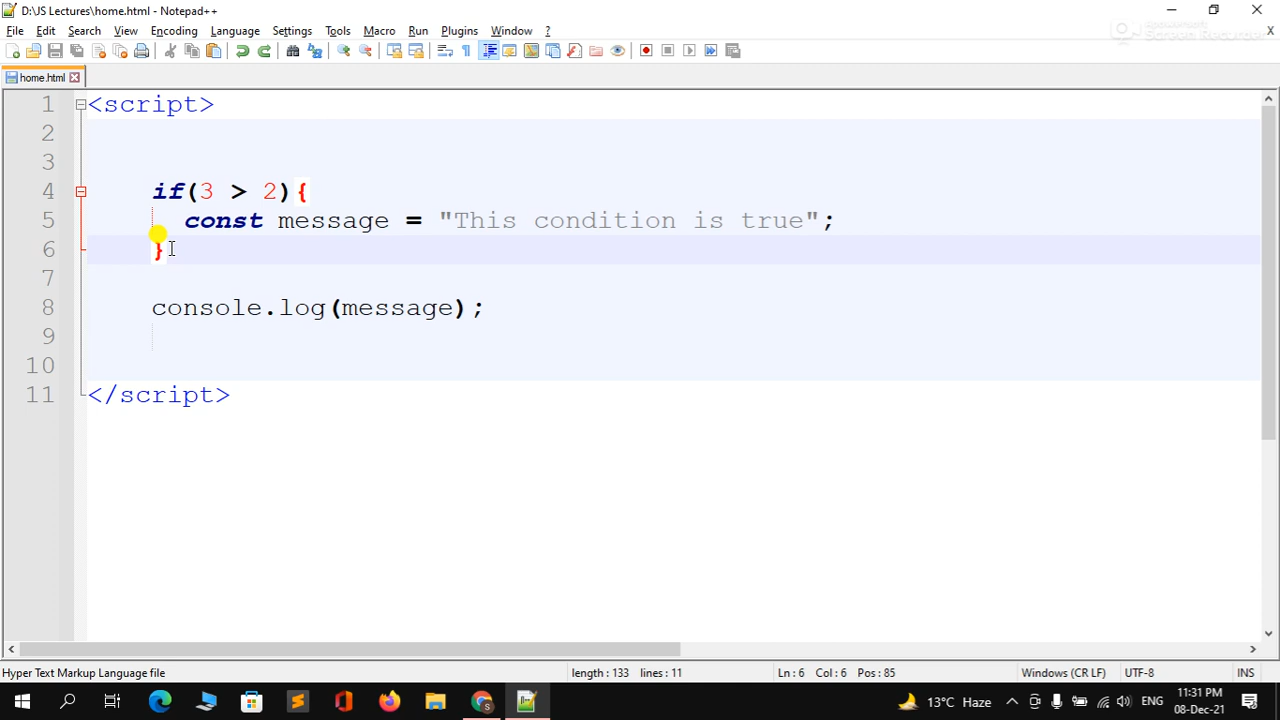 D:\JS Lectures\home.html - Notepad++
File Edit Search View Encoding Language Settings Tools Macro Run Plugins Window ? X
home.html
1 <script>
2
3
4 if(3 > 2){
5 const message = "This condition is true";
6 }
7
8 console.log(message);
9
10
11 </script>
Hyper Text Markup Language file length : 133 lines : 11 Ln : 6 Col : 6 Pos : 85 Windows (CR LF) UTF-8 INS
13°C Haze ENG 11:31 PM
08-Dec-21